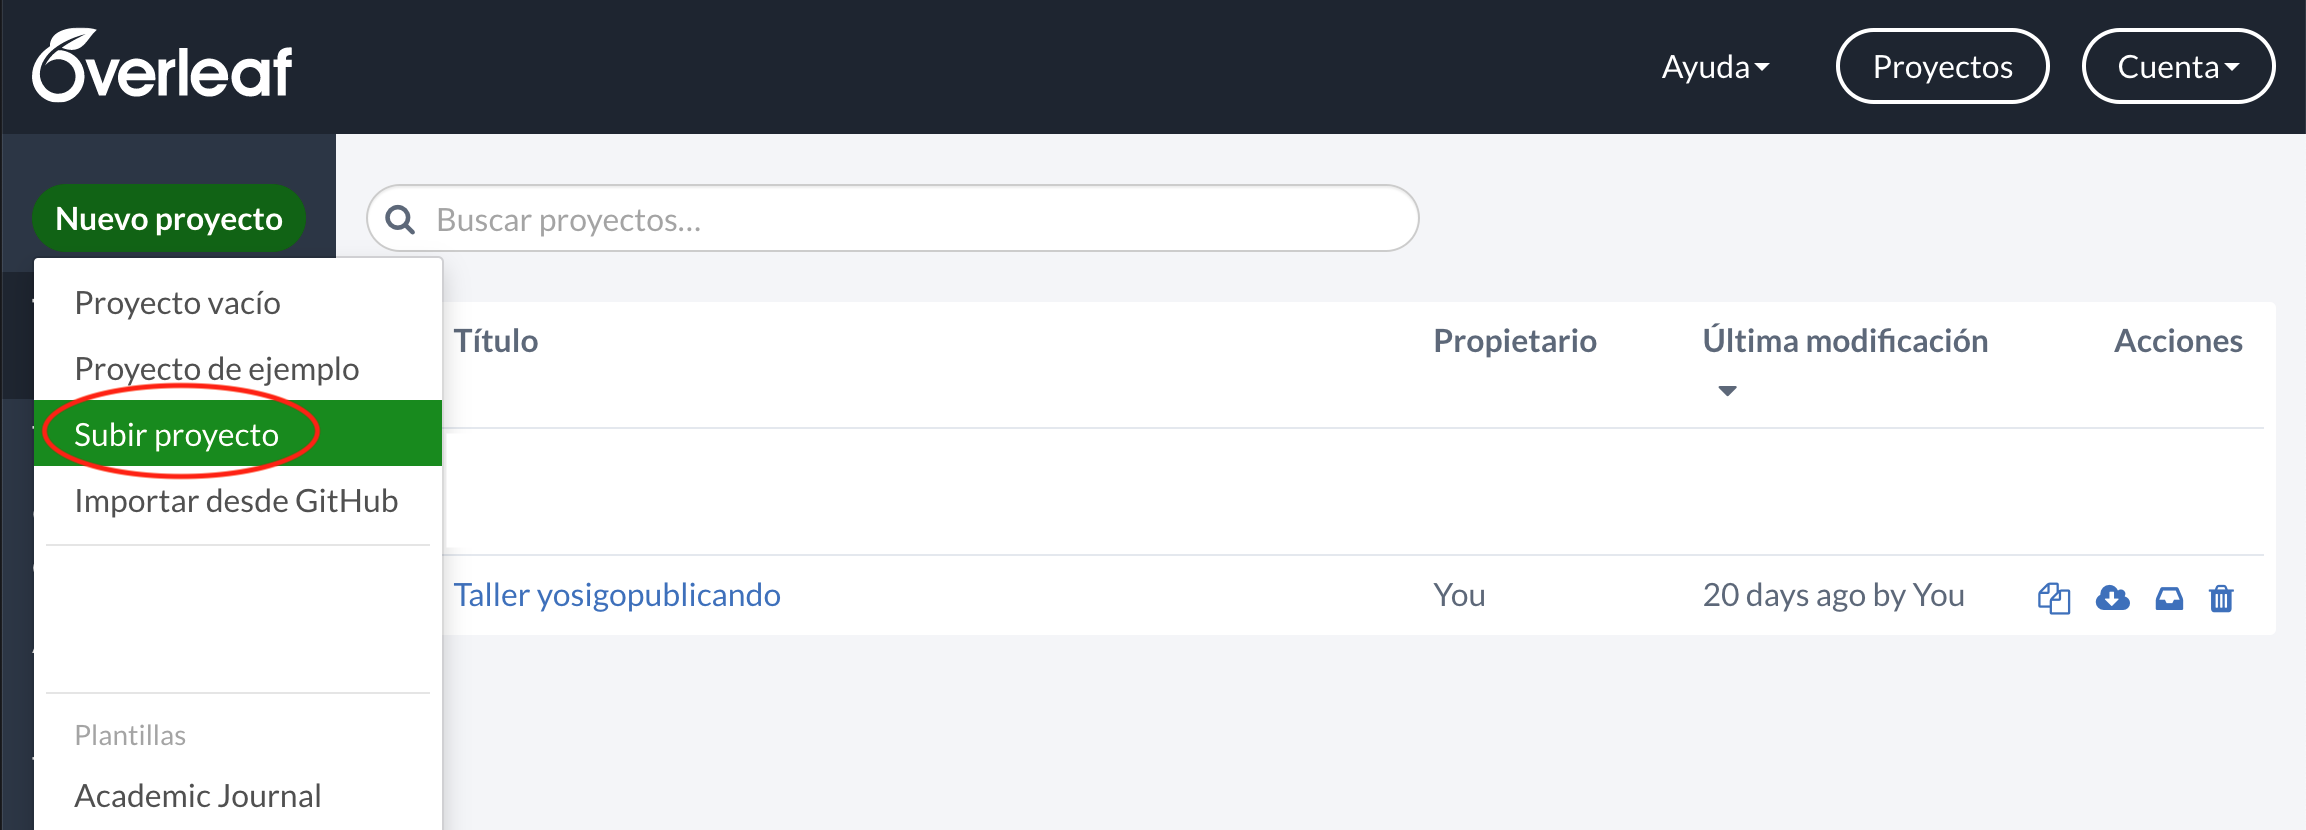 Overleaf
Ayuda
Proyectos
Cuenta
Nuevo proyecto
Buscar proyectos...
Proyecto vacío
Proyecto de ejemplo
Subir proyecto
Importar desde GitHub
Plantillas
Academic Journal
Título
Propietario
Última modificación
Acciones
Taller yosigopublicando
You
20 days ago by You